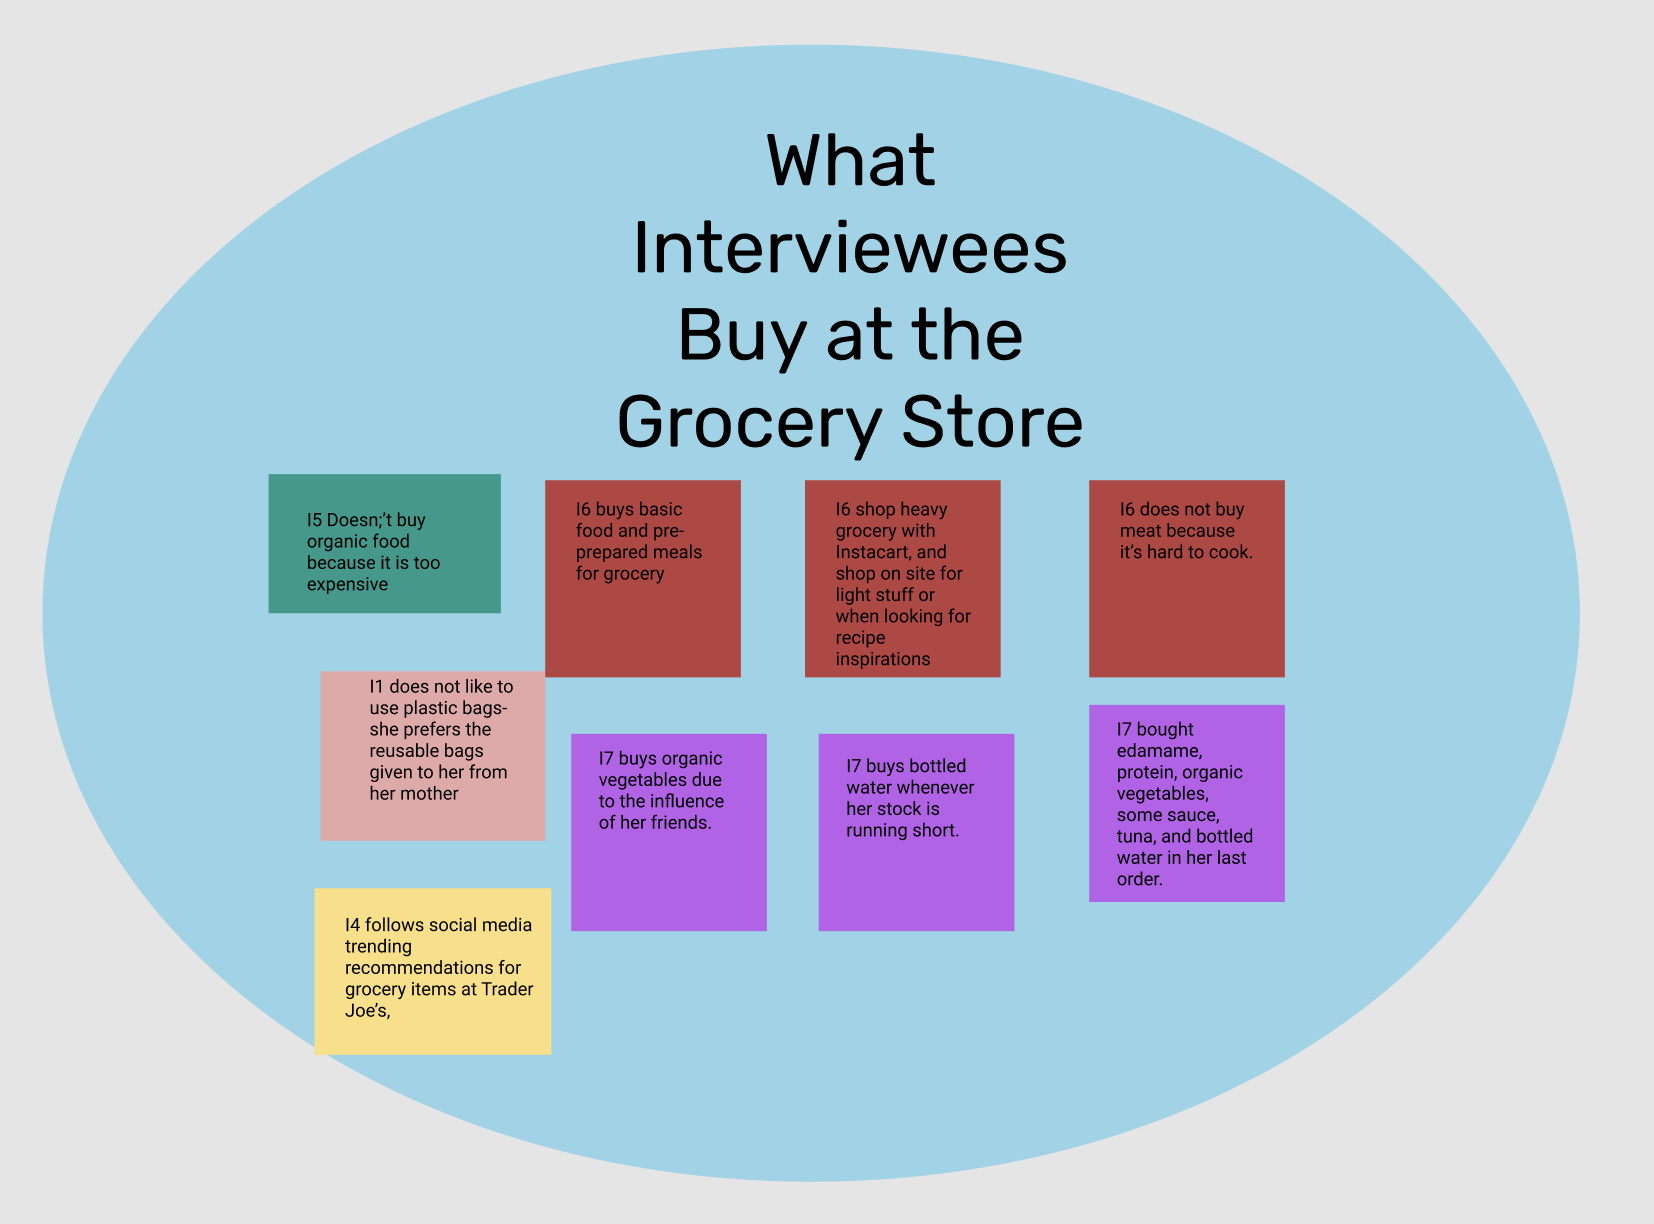 What
Interviewees
Buy at the
Grocery Store
I5 Doesn;'t buy
organic food
because it is too
expensive
I6 buys basic
food and pre-
prepared meals
for grocery
I6 shop heavy
grocery with
Instacart, and
shop on site for
light stuff or
when looking for
recipe
inspirations
I6 does not buy
meat because
it's hard to cook.
I1 does not like to
use plastic bags-
she prefers the
reusable bags
given to her from
her mother
I7 buys organic
vegetables due
to the influence
of her friends.
I7 buys bottled
water whenever
her stock is
running short.
I7 bought
edamame,
protein, organic
vegetables,
some sauce,
tuna, and bottled
water in her last
order.
I4 follows social media
trending
recommendations for
grocery items at Trader
Joe's,